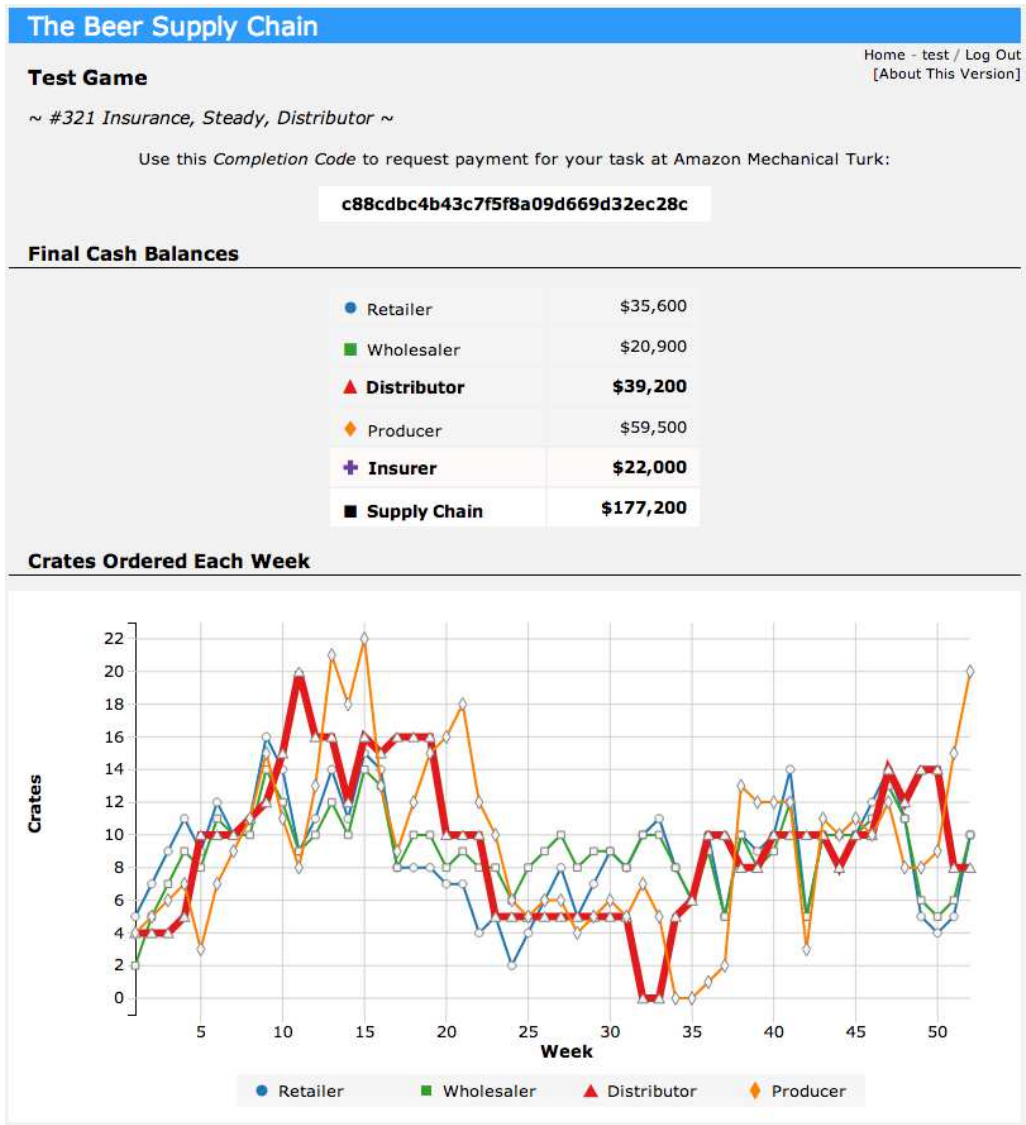 The Beer Supply Chain
Home - test / Log Out
[About This Version]
Test Game
~ #321 Insurance, Steady, Distributor ~
Use this Completion Code to request payment for your task at Amazon Mechanical Turk:
c88cdbc4b43c7f5f8a09d669d32ec28c
Final Cash Balances
Retailer $35,600
Wholesaler $20,900
Distributor $39,200
Producer $59,500
Insurer $22,000
Supply Chain $177,200
Crates Ordered Each Week
22
20
18
16
14
12
10
8
6
4
2
0
Crates
5 10 15 20 25 30 35 40 45 50
Week
Retailer Wholesaler Distributor Producer